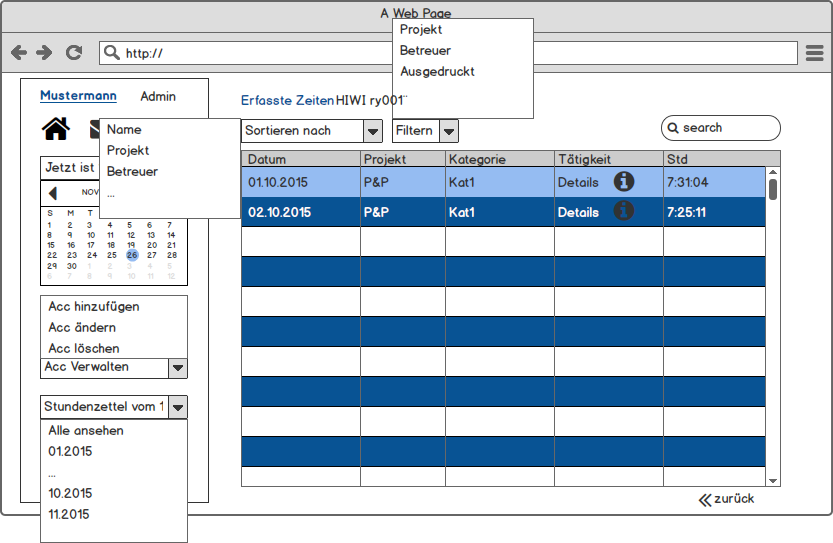 A Web Page
http://
Projekt
Betreuer
Ausgedruckt
Mustermann
Admin
Erfasste Zeiten HIWI ry001
Name
Projekt
Betreuer
...
Sortieren nach
Filtern
search
Jetzt ist
NOV
S M T
1 2 3 4 5 6 7
8 9 10 11 12 13 14
15 16 17 18 19 20 21
22 23 24 25 26 27 28
29 30 1 2 3 4 5
6 7 8 9 10 11 12
Datum Projekt Kategorie Tätigkeit Std
01.10.2015 P&P Kat1 Details 7:31:04
02.10.2015 P&P Kat1 Details 7:25:11
Acc hinzufügen
Acc ändern
Acc löschen
Acc Verwalten
Stundenzettel vom 1
Alle ansehen
01.2015
...
10.2015
11.2015
zurück